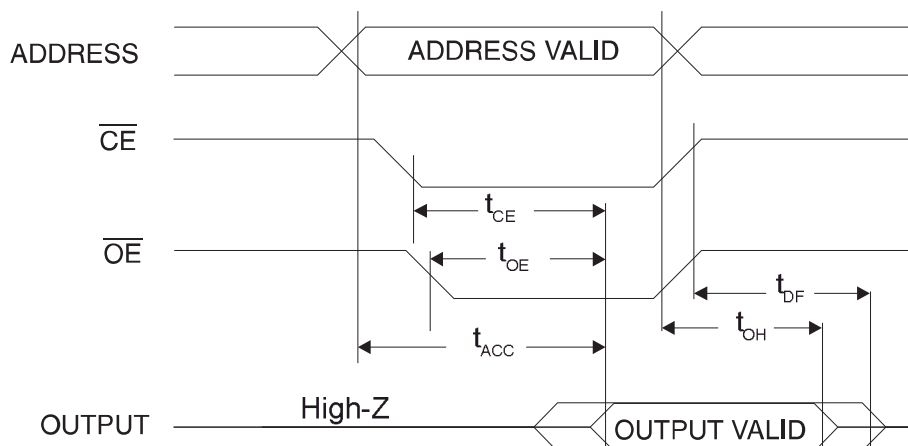 ADDRESS
ADDRESS VALID
CE
tCE
OE
tOE
tDF
tOH
tACC
High-Z
OUTPUT
OUTPUT VALID